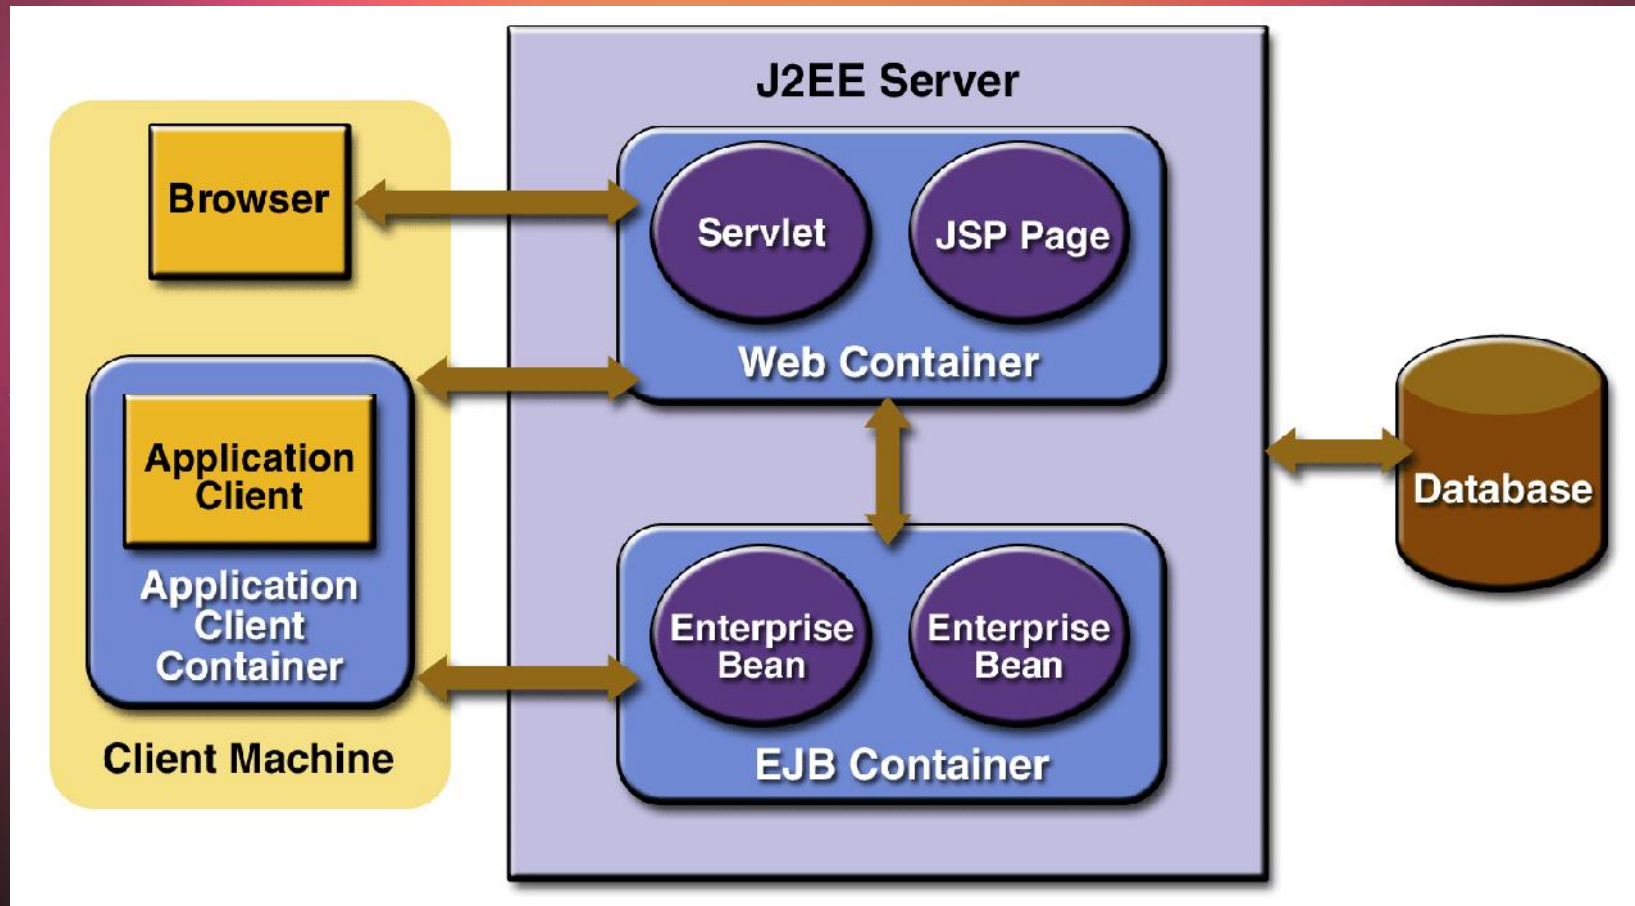 J2EE Server
Browser
Servlet
JSP Page
Web Container
Application
Client
Application
Client
Container
Client Machine
Enterprise
Bean
Enterprise
Bean
EJB Container
Database